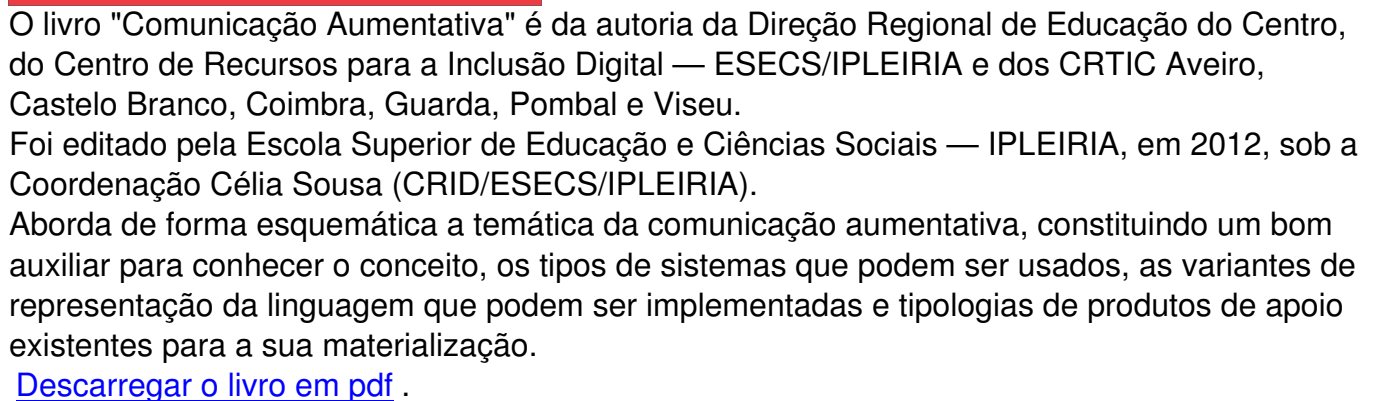 O livro "Comunicação Aumentativa" é da autoria da Direção Regional de Educação do Centro,
do Centro de Recursos para a Inclusão Digital — ESECS/IPLEIRIA e dos CRTIC Aveiro,
Castelo Branco, Coimbra, Guarda, Pombal e Viseu.
Foi editado pela Escola Superior de Educação e Ciências Sociais — IPLEIRIA, em 2012, sob a
Coordenação Célia Sousa (CRID/ESECS/IPLEIRIA).
Aborda de forma esquemática a temática da comunicação aumentativa, constituindo um bom
auxiliar para conhecer o conceito, os tipos de sistemas que podem ser usados, as variantes de
representação da linguagem que podem ser implementadas e tipologias de produtos de apoio
existentes para a sua materialização.
Descarregar o livro em pdf .